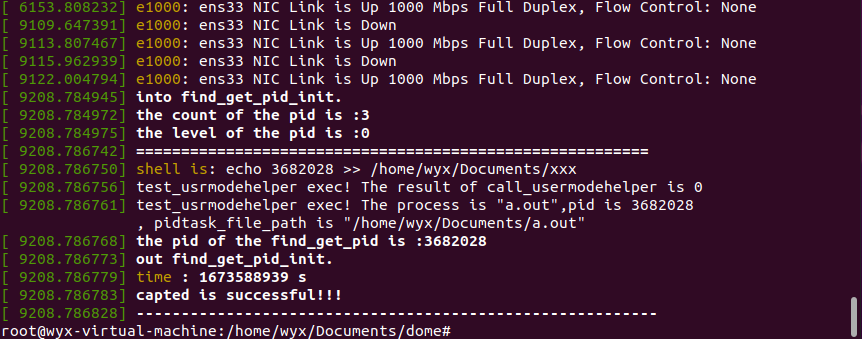 [ 6153.808232] e1000: ens33 NIC Link is Up 1000 Mbps Full Duplex, Flow Control: None
[ 9109.647391] e1000: ens33 NIC Link is Down
[ 9113.807467] e1000: ens33 NIC Link is Up 1000 Mbps Full Duplex, Flow Control: None
[ 9115.962939] e1000: ens33 NIC Link is Down
[ 9122.004794] e1000: ens33 NIC Link is Up 1000 Mbps Full Duplex, Flow Control: None
[ 9208.784945] into find_get_pid_init.
[ 9208.784972] the count of the pid is :3
[ 9208.784975] the level of the pid is :0
[ 9208.786742] =========================================================
[ 9208.786750] shell is: echo 3682028 >> /home/wyx/Documents/xxx
[ 9208.786756] test_usrmodehelper exec! The result of call_usermodehelper is 0
[ 9208.786761] test_usrmodehelper exec! The process is "a.out",pid is 3682028
, pidtask_file_path is "/home/wyx/Documents/a.out"
[ 9208.786768] the pid of the find_get_pid is :3682028
[ 9208.786773] out find_get_pid_init.
[ 9208.786779] time : 1673588939 s
[ 9208.786783] capted is successful!!!
[ 9208.786828] ----------------------------------------------------------
root@wyx-virtual-machine:/home/wyx/Documents/dome#